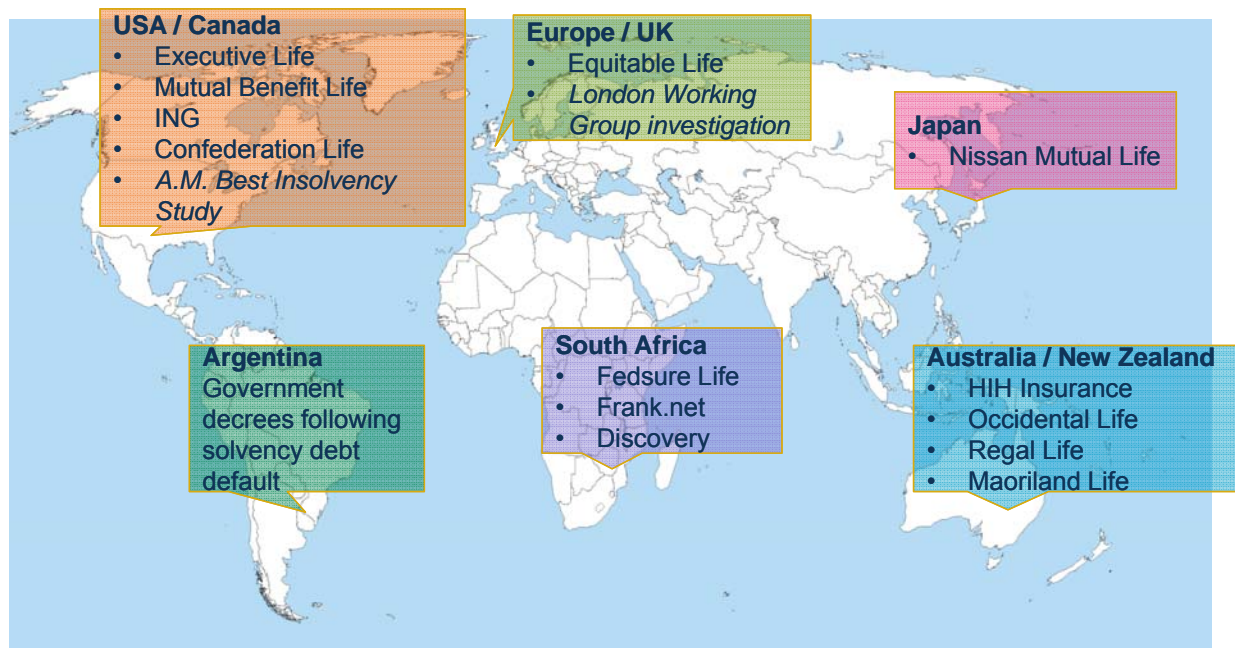 USA / Canada
• Executive Life
• Mutual Benefit Life
• ING
• Confederation Life
• A.M. Best Insolvency
Study
Europe / UK
• Equitable Life
• London Working
Group investigation
Japan
• Nissan Mutual Life
Argentina
Government
decrees following
solvency debt
default
South Africa
• Fedsure Life
• Frank.net
• Discovery
Australia / New Zealand
• HIH Insurance
• Occidental Life
• Regal Life
• Maoriland Life